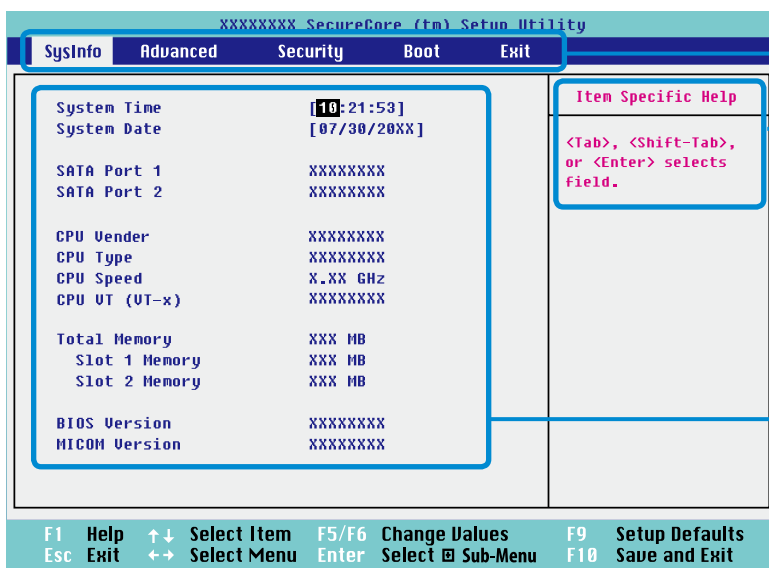 XXXXXXXX SecureCore (tm) Setup Utility
SysInfo Advanced Security Boot Exit
System Time [10:21:53]
System Date [07/30/20XX]
SATA Port 1 XXXXXXXX
SATA Port 2 XXXXXXXX
CPU Vender XXXXXXXX
CPU Type XXXXXXXX
CPU Speed X.XX GHz
CPU VT (VT-x) XXXXXXXX
Total Memory XXX MB
Slot 1 Memory XXX MB
Slot 2 Memory XXX MB
BIOS Version XXXXXXXX
MICOM Version XXXXXXXX
Item Specific Help
<Tab>, <Shift-Tab>,
or <Enter> selects
field.
F1 Help ↑↓ Select Item F5/F6 Change Values F9 Setup Defaults
Esc Exit ←→ Select Menu Enter Select ⊡ Sub-Menu F10 Save and Exit